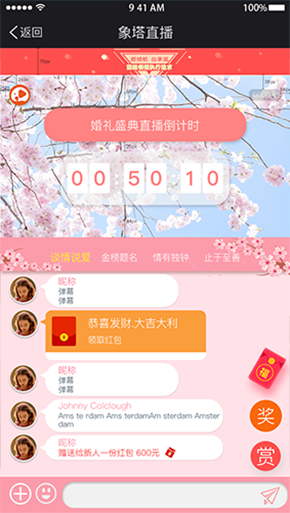 9:41 AM
100%
返回
象塔直播
婚礼盛典直播倒计时
00 50 10
谈情说爱 金榜题名 情有独钟 止于至善
昵称
弹幕
弹幕
恭喜发财.大吉大利
领取红包
昵称
弹幕
弹幕
Johnny Colclough
Ams te rdam Ams terdamAm sterdam Amster
dam
昵称
赠送给新人一份红包 600元
福
奖
赏